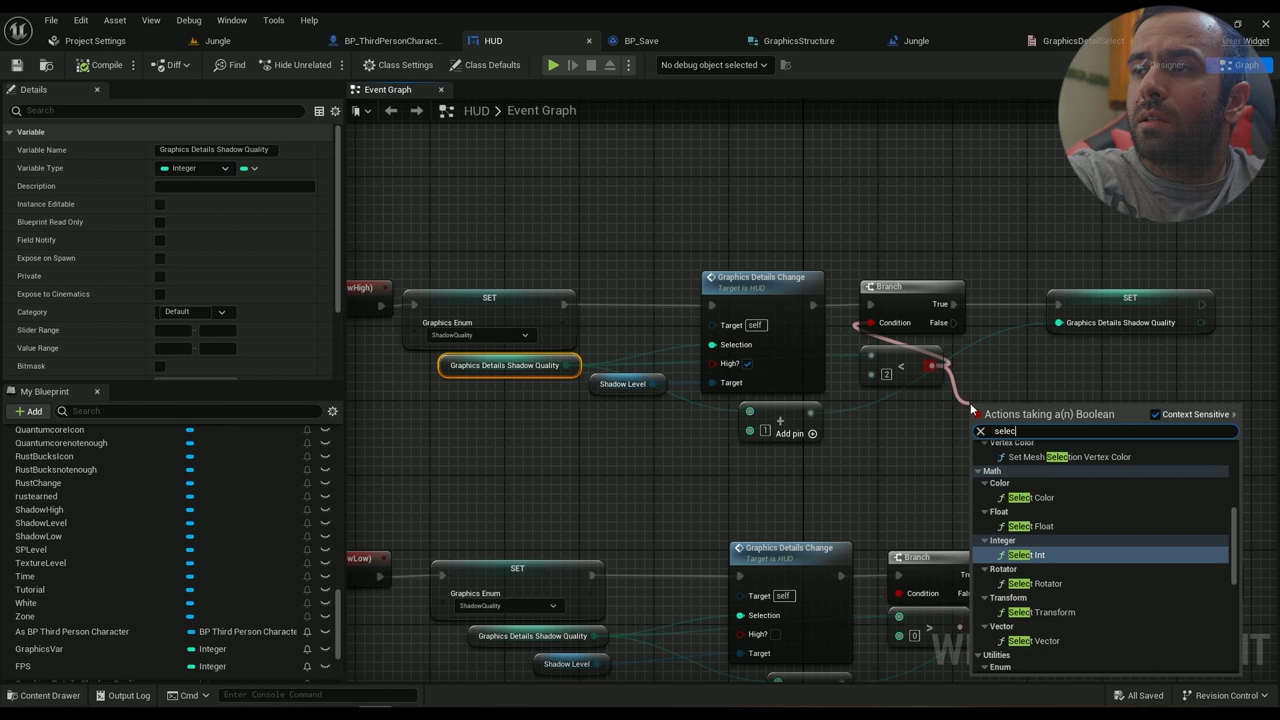 File Edit Asset View Debug Window Tools Help
Project Settings Jungle BP_ThirdPersonCharact... HUD BP_Save GraphicsStructure Jungle GraphicsDetailSelect User Widget
Compile Diff Find Hide Unrelated Class Settings Class Defaults No debug object selected Designer Graph
Details Event Graph
Search HUD > Event Graph
Variable
Variable Name Graphics Details Shadow Quality
Variable Type Integer
Description
Instance Editable
Blueprint Read Only
Field Notify
Expose on Spawn
Private
Expose to Cinematics
Category Default
Slider Range
Value Range
Bitmask
My Blueprint
Add Search
QuantumcoreIcon
Quantumcorenotenough
RustBucksIcon
RustBucksnotenough
RustChange
rustearned
ShadowHigh
ShadowLevel
ShadowLow
SPLevel
TextureLevel
Time
Tutorial
White
Zone
As BP Third Person Character BP Third Person Characte
GraphicsVar Integer
FPS Integer
wHigh)
SET
Graphics Enum
ShadowQuality
Graphics Details Shadow Quality
Shadow Level
Graphics Details Change
Target is HUD
Target self
Selection
High?
Target
1 + Add pin
Branch
True
Condition False
2 <
SET
Graphics Details Shadow Quality
Actions taking a(n) Boolean Context Sensitive
selec
Vertex Color
Set Mesh Selection Vertex Color
Math
Color
Select Color
Float
Select Float
Integer
Select Int
Rotator
Select Rotator
Transform
Select Transform
Vector
Select Vector
Utilities
Enum
wLow)
SET
Graphics Enum
ShadowQuality
Graphics Details Shadow Quality
Shadow Level
Graphics Details Change
Target is HUD
Target self
Selection
High?
Target
Branch
Tr
Condition Fal
0 >
Content Drawer Output Log Cmd Enter Console Command All Saved Revision Control